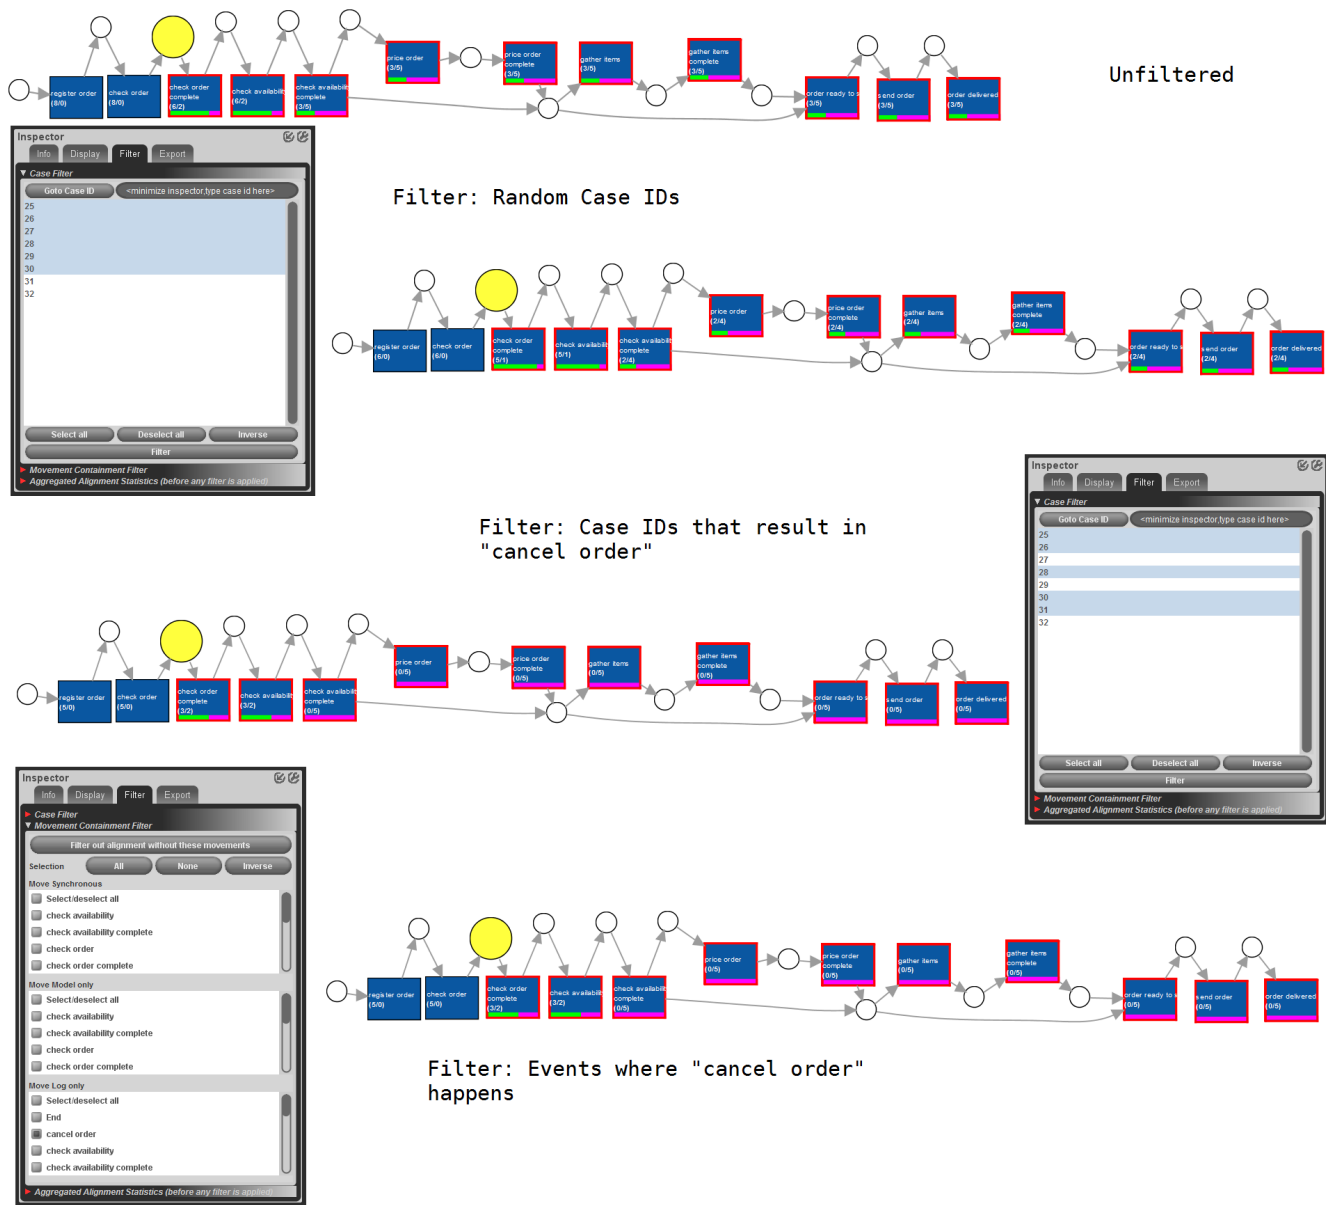 register order
(8/0)
check order
(8/0)
check order
complete
(6/2)
check availabilit
(6/2)
check availabilit
complete
(3/5)
price order
(3/5)
price order
complete
(3/5)
gather items
(3/5)
gather items
complete
(3/5)
order ready to s
(3/5)
send order
(3/5)
order delivered
(3/5)
Unfiltered
Inspector
Info Display Filter Export
Case Filter
Goto Case ID <minimize inspector,type case id here>
25
26
27
28
29
30
31
32
Select all Deselect all Inverse
Filter
Movement Containment Filter
Aggregated Alignment Statistics (before any filter is applied)
Filter: Random Case IDs
register order
(6/0)
check order
(6/0)
check order
complete
(5/1)
check availabilit
(5/1)
check availabilit
complete
(2/4)
price order
(2/4)
price order
complete
(2/4)
gather items
(2/4)
gather items
complete
(2/4)
order ready to s
(2/4)
send order
(2/4)
order delivered
(2/4)
Filter: Case IDs that result in
"cancel order"
Inspector
Info Display Filter Export
Case Filter
Goto Case ID <minimize inspector,type case id here>
25
26
27
28
29
30
31
32
Select all Deselect all Inverse
Filter
Movement Containment Filter
Aggregated Alignment Statistics (before any filter is applied)
register order
(5/0)
check order
(5/0)
check order
complete
(3/2)
check availabilit
(3/2)
check availabilit
complete
(0/5)
price order
(0/5)
price order
complete
(0/5)
gather items
(0/5)
gather items
complete
(0/5)
order ready to s
(0/5)
send order
(0/5)
order delivered
(0/5)
Inspector
Info Display Filter Export
Case Filter
Movement Containment Filter
Filter out alignment without these movements
Selection All None Inverse
Move Synchronous
Select/deselect all
check availability
check availability complete
check order
check order complete
Move Model only
Select/deselect all
check availability
check availability complete
check order
check order complete
Move Log only
Select/deselect all
End
cancel order
check availability
check availability complete
Aggregated Alignment Statistics (before any filter is applied)
register order
(5/0)
check order
(5/0)
check order
complete
(3/2)
check availabilit
(3/2)
check availabilit
complete
(0/5)
price order
(0/5)
price order
complete
(0/5)
gather items
(0/5)
gather items
complete
(0/5)
order ready to s
(0/5)
send order
(0/5)
order delivered
(0/5)
Filter: Events where "cancel order"
happens